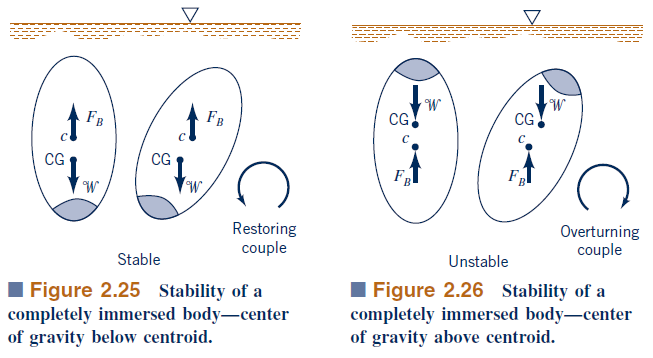 F_B
F_B
c
c
CG
CG
𝒲
𝒲
Restoring
couple
Stable
Figure 2.25 Stability of a
completely immersed body—center
of gravity below centroid.
𝒲
𝒲
CG
CG
c
c
F_B
F_B
Overturning
couple
Unstable
Figure 2.26 Stability of a
completely immersed body—center
of gravity above centroid.